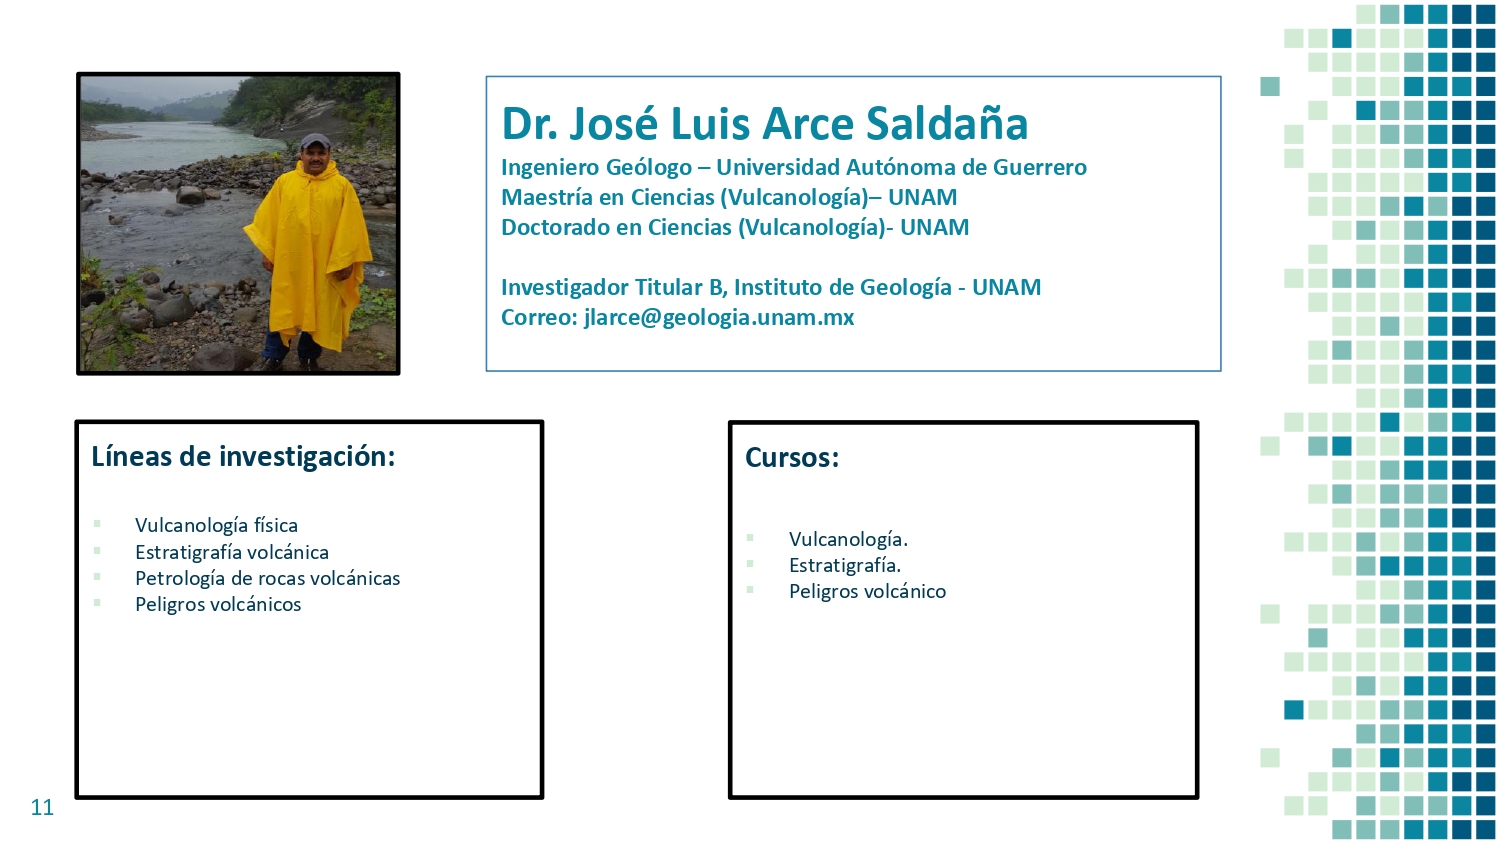 Dr. José Luis Arce Saldaña
Ingeniero Geólogo – Universidad Autónoma de Guerrero
Maestría en Ciencias (Vulcanología)– UNAM
Doctorado en Ciencias (Vulcanología)- UNAM
Investigador Titular B, Instituto de Geología - UNAM
Correo: jlarce@geologia.unam.mx
Líneas de investigación:
Vulcanología física
Estratigrafía volcánica
Petrología de rocas volcánicas
Peligros volcánicos
Cursos:
Vulcanología.
Estratigrafía.
Peligros volcánico
11